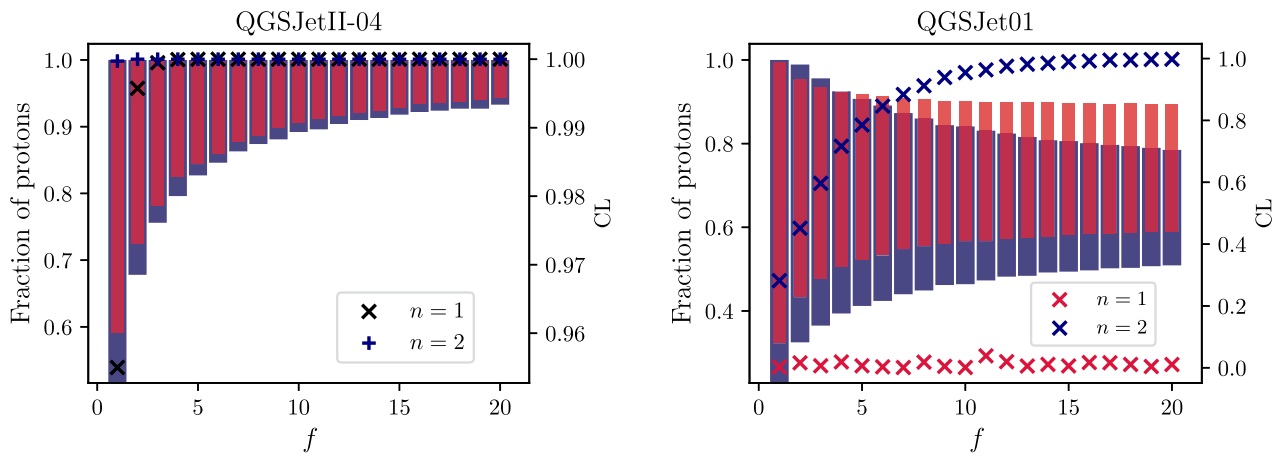 QGSJetII-04
1.0
0.9
0.8
0.7
0.6
Fraction of protons
1.00
0.99
0.98
0.97
0.96
CL
n = 1
n = 2
0 5 10 15 20
f
QGSJet01
1.0
0.8
0.6
0.4
Fraction of protons
1.0
0.8
0.6
0.4
0.2
0.0
CL
n = 1
n = 2
0 5 10 15 20
f